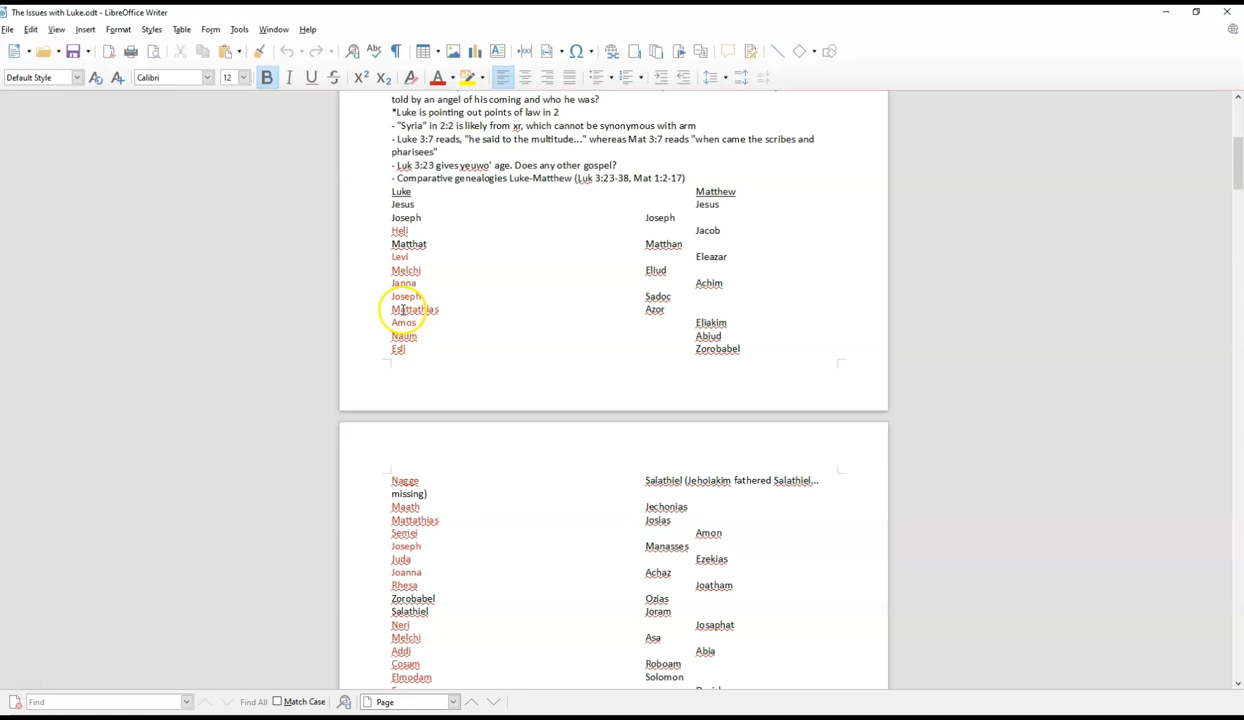 The Issues with Luke.odt - LibreOffice Writer
File Edit View Insert Format Styles Table Form Tools Window Help
Default Style Calibri 12
told by an angel of his coming and who he was?
*Luke is pointing out points of law in 2
- "Syria" in 2:2 is likely from xr, which cannot be synonymous with arm
- Luke 3:7 reads, "he said to the multitude..." whereas Mat 3:7 reads "when came the scribes and
pharisees"
- Luk 3:23 gives yeuwo' age. Does any other gospel?
- Comparative genealogies Luke-Matthew (Luk 3:23-38, Mat 1:2-17)
Luke Matthew
Jesus Jesus
Joseph Joseph
Heli Jacob
Matthat Matthan
Levi Eleazar
Melchi Eliud
Janna Achim
Joseph Sadoc
Mattathias Azor
Amos Eliakim
Naum Abiud
Esli Zorobabel
Nagge Salathiel (Jehoiakim fathered Salathiel...
missing)
Maath Jechonias
Mattathias Josias
Semei Amon
Joseph Manasses
Juda Ezekias
Joanna Achaz
Rhesa Joatham
Zorobabel Ozias
Salathiel Joram
Neri Josaphat
Melchi Asa
Addi Abia
Cosam Roboam
Elmodam Solomon
Find Find All Match Case Page